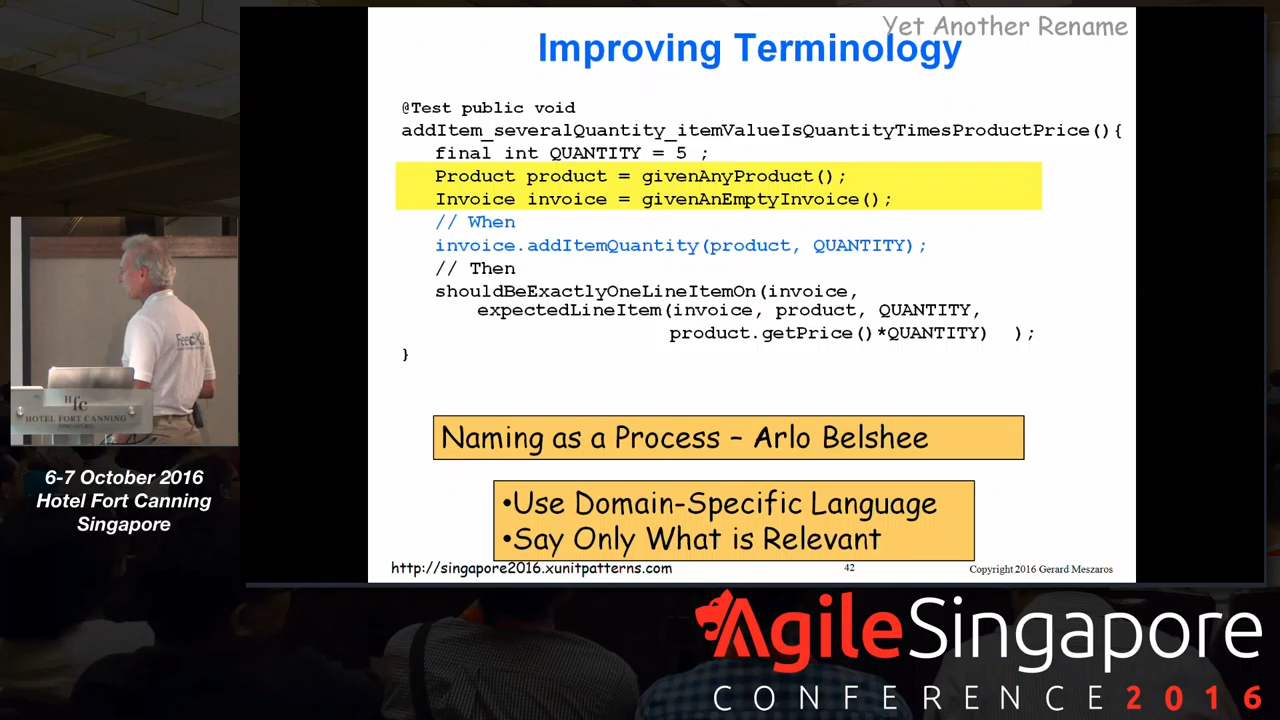 Yet Another Rename
Improving Terminology
@Test public void
addItem_severalQuantity_itemValueIsQuantityTimesProductPrice(){
final int QUANTITY = 5 ;
Product product = givenAnyProduct();
Invoice invoice = givenAnEmptyInvoice();
// When
invoice.addItemQuantity(product, QUANTITY);
// Then
shouldBeExactlyOneLineItemOn(invoice,
expectedLineItem(invoice, product, QUANTITY,
product.getPrice()*QUANTITY) );
}
Naming as a Process – Arlo Belshee
•Use Domain-Specific Language
•Say Only What is Relevant
http://singapore2016.xunitpatterns.com
42
Copyright 2016 Gerard Meszaros
hfc
HOTEL FORT CANNING
SINGAPORE
6-7 October 2016
Hotel Fort Canning
Singapore
AgileSingapore
CONFERENCE 2016